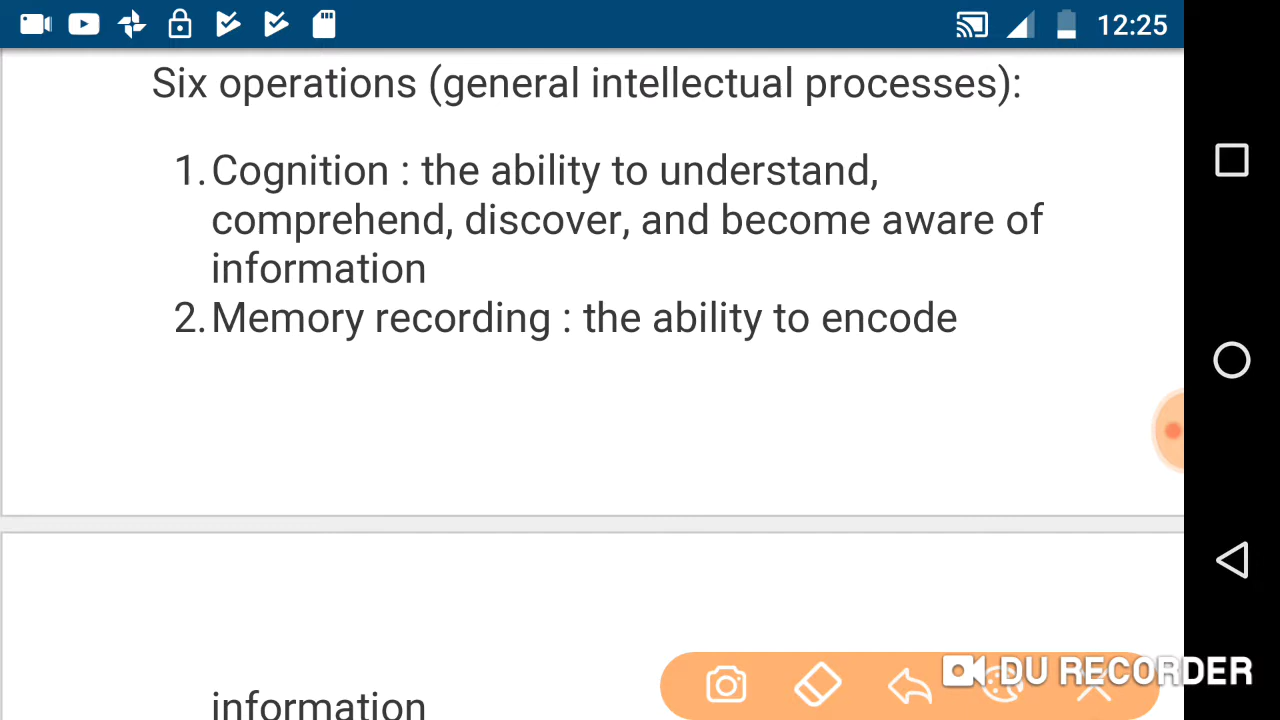 12:25
Six operations (general intellectual processes):
1. Cognition : the ability to understand,
comprehend, discover, and become aware of
information
2. Memory recording : the ability to encode
information
DU RECORDER